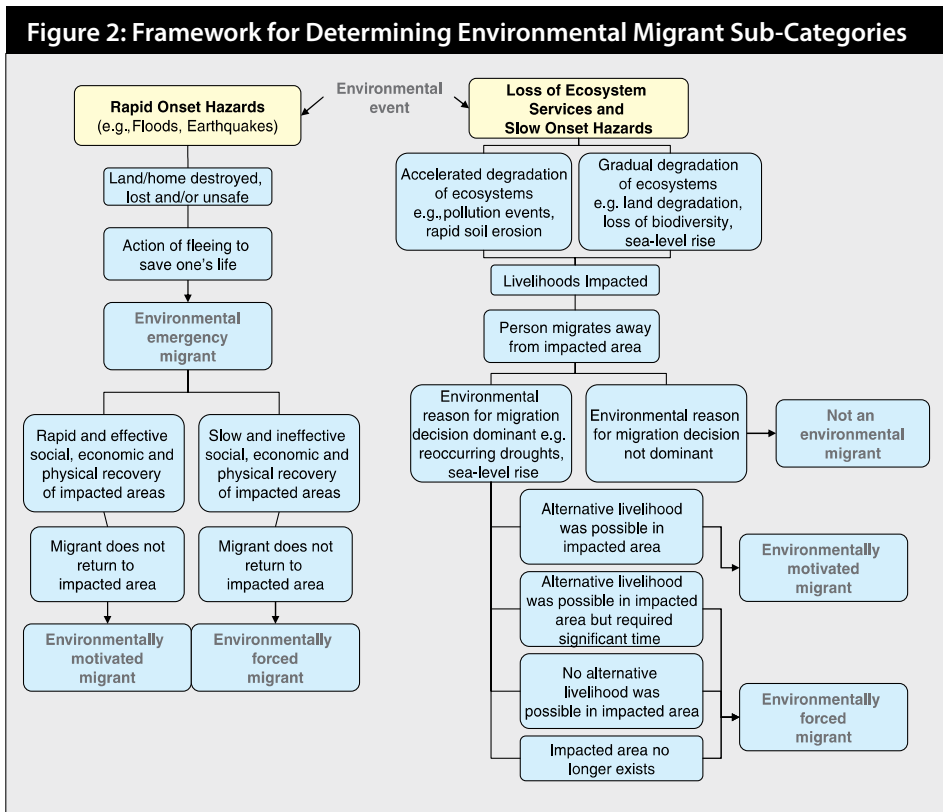 Figure 2: Framework for Determining Environmental Migrant Sub-Categories
Environmental
event
Rapid Onset Hazards
(e.g., Floods, Earthquakes)
Land/home destroyed,
lost and/or unsafe
Action of fleeing to
save one's life
Environmental
emergency
migrant
Rapid and effective
social, economic and
physical recovery
of impacted areas
Slow and ineffective
social, economic and
physical recovery
of impacted areas
Migrant does not
return to
impacted area
Migrant does not
return to
impacted area
Environmentally
motivated
migrant
Environmentally
forced
migrant
Loss of Ecosystem
Services and
Slow Onset Hazards
Accelerated degradation
of ecosystems
e.g., pollution events,
rapid soil erosion
Gradual degradation
of ecosystems
e.g. land degradation,
loss of biodiversity,
sea-level rise
Livelihoods Impacted
Person migrates away
from impacted area
Environmental
reason for migration
decision dominant e.g.
reoccurring droughts,
sea-level rise
Environmental reason
for migration decision
not dominant
Not an
environmental
migrant
Alternative livelihood
was possible in
impacted area
Alternative livelihood
was possible in impacted
area but required
significant time
No alternative
livelihood was
possible in impacted area
Impacted area no
longer exists
Environmentally
motivated
migrant
Environmentally
forced
migrant